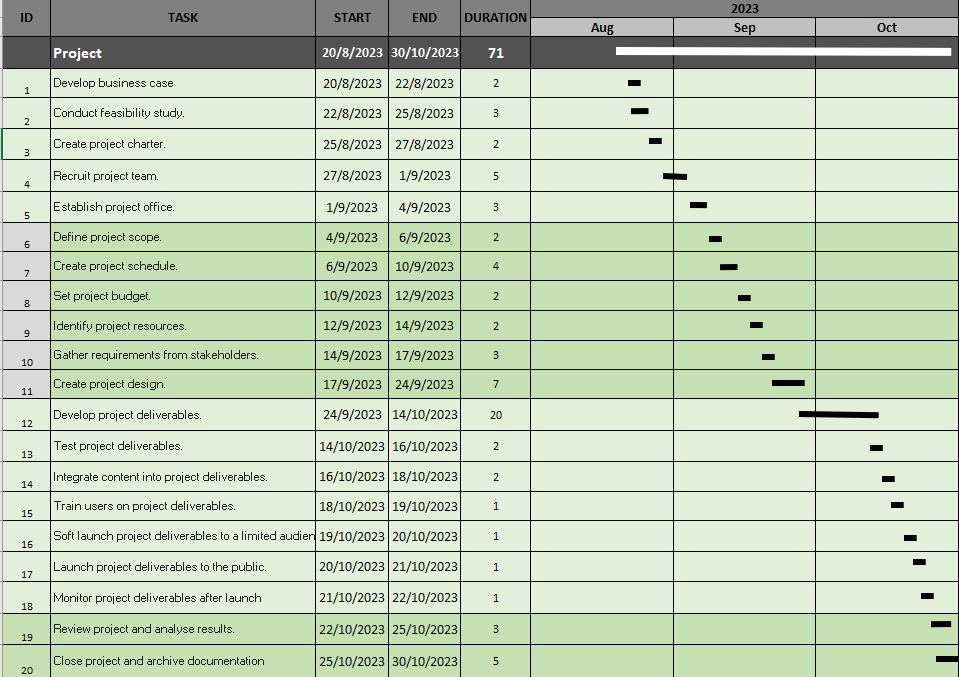 ID TASK START END DURATION 2023
Aug Sep Oct
Project 20/8/2023 30/10/2023 71
1 Develop business case 20/8/2023 22/8/2023 2
2 Conduct feasibility study. 22/8/2023 25/8/2023 3
3 Create project charter. 25/8/2023 27/8/2023 2
4 Recruit project team. 27/8/2023 1/9/2023 5
5 Establish project office. 1/9/2023 4/9/2023 3
6 Define project scope. 4/9/2023 6/9/2023 2
7 Create project schedule. 6/9/2023 10/9/2023 4
8 Set project budget. 10/9/2023 12/9/2023 2
9 Identify project resources. 12/9/2023 14/9/2023 2
10 Gather requirements from stakeholders. 14/9/2023 17/9/2023 3
11 Create project design. 17/9/2023 24/9/2023 7
12 Develop project deliverables. 24/9/2023 14/10/2023 20
13 Test project deliverables. 14/10/2023 16/10/2023 2
14 Integrate content into project deliverables. 16/10/2023 18/10/2023 2
15 Train users on project deliverables. 18/10/2023 19/10/2023 1
16 Soft launch project deliverables to a limited audien 19/10/2023 20/10/2023 1
17 Launch project deliverables to the public. 20/10/2023 21/10/2023 1
18 Monitor project deliverables after launch 21/10/2023 22/10/2023 1
19 Review project and analyse results. 22/10/2023 25/10/2023 3
20 Close project and archive documentation 25/10/2023 30/10/2023 5